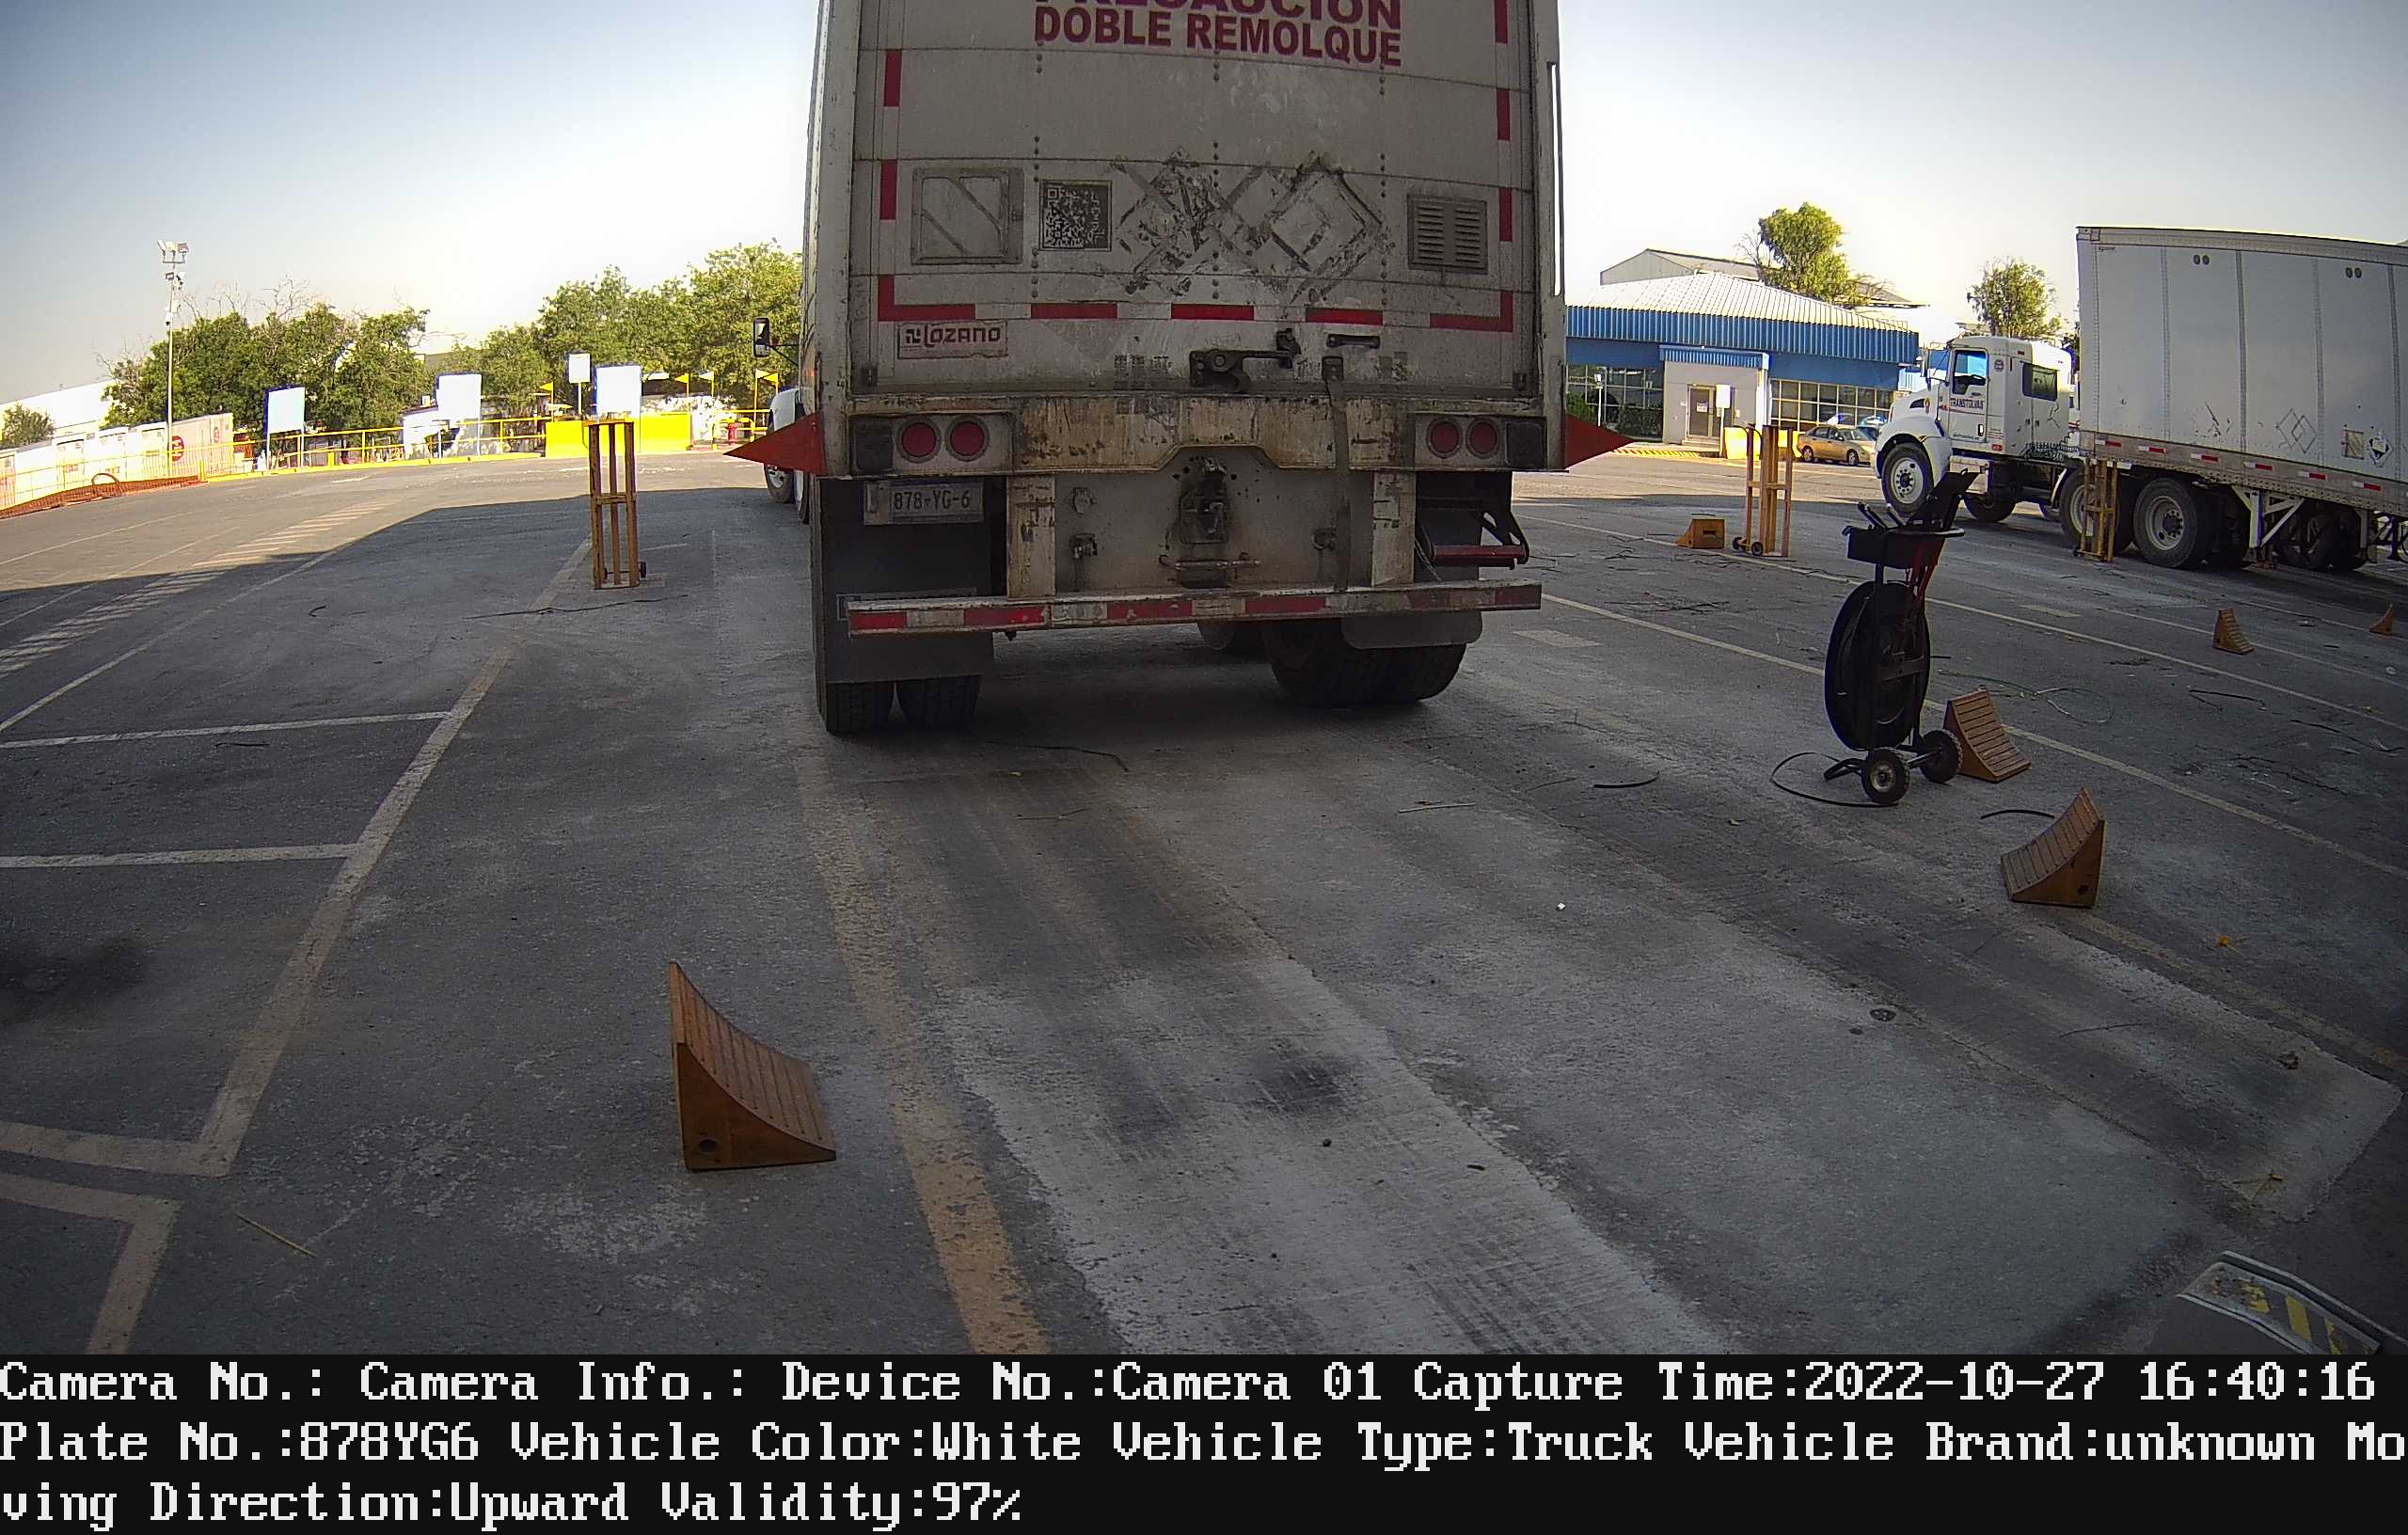 PRECAUCION
DOBLE REMOLQUE
LOZANO
878-YG-6
TRANSTOLVAS
Camera No.: Camera Info.: Device No.:Camera 01 Capture Time:2022-10-27 16:40:16
Plate No.:878YG6 Vehicle Color:White Vehicle Type:Truck Vehicle Brand:unknown Mo
ving Direction:Upward Validity:97%